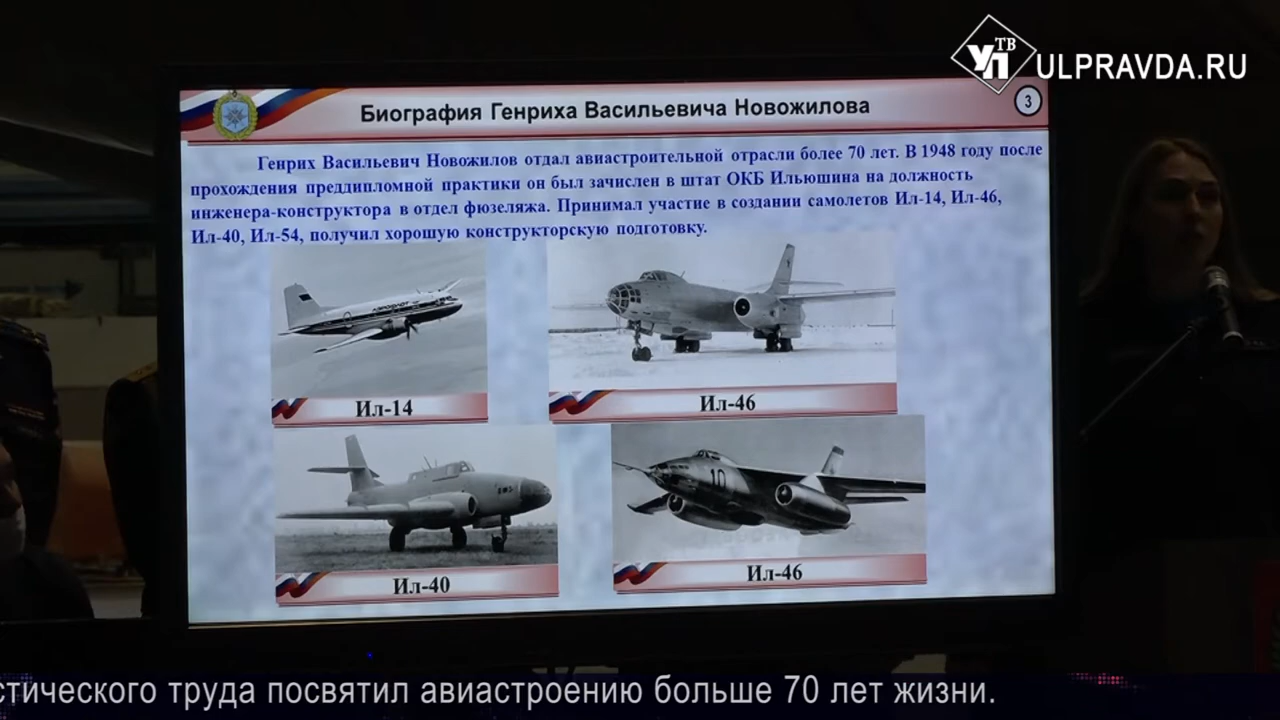 УП ТВ ULPRAVDA.RU
Биография Генриха Васильевича Новожилова
3
Генрих Васильевич Новожилов отдал авиастроительной отрасли более 70 лет. В 1948 году после
прохождения преддипломной практики он был зачислен в штат ОКБ Ильюшина на должность
инженера-конструктора в отдел фюзеляжа. Принимал участие в создании самолетов Ил-14, Ил-46,
Ил-40, Ил-54, получил хорошую конструкторскую подготовку.
Ил-14
Ил-46
10
Ил-40
Ил-46
стического труда посвятил авиастроению больше 70 лет жизни.